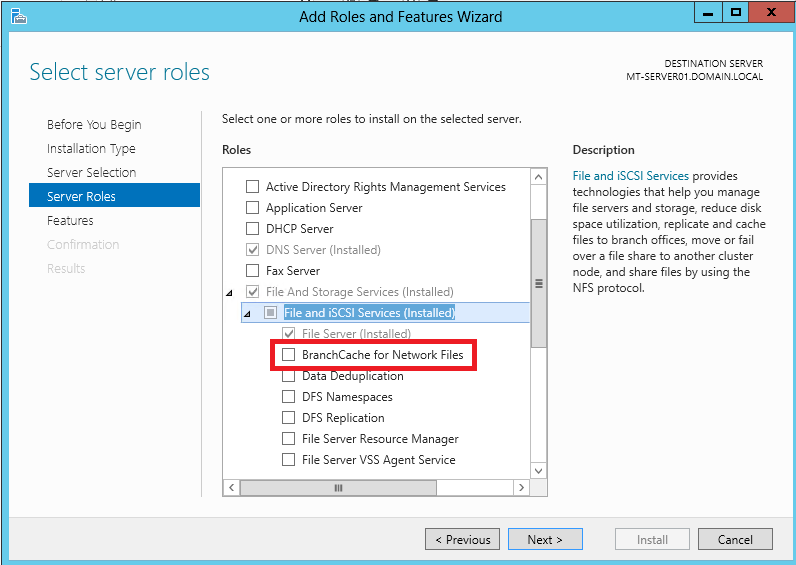 Add Roles and Features Wizard
Select server roles
DESTINATION SERVER
MT-SERVER01.DOMAIN.LOCAL
Before You Begin
Installation Type
Server Selection
Server Roles
Features
Confirmation
Results
Select one or more roles to install on the selected server.
Roles
Active Directory Rights Management Services
Application Server
DHCP Server
DNS Server (Installed)
Fax Server
File And Storage Services (Installed)
File and iSCSI Services (Installed)
File Server (Installed)
BranchCache for Network Files
Data Deduplication
DFS Namespaces
DFS Replication
File Server Resource Manager
File Server VSS Agent Service
Description
File and iSCSI Services provides
technologies that help you manage
file servers and storage, reduce disk
space utilization, replicate and cache
files to branch offices, move or fail
over a file share to another cluster
node, and share files by using the
NFS protocol.
< Previous
Next >
Install
Cancel